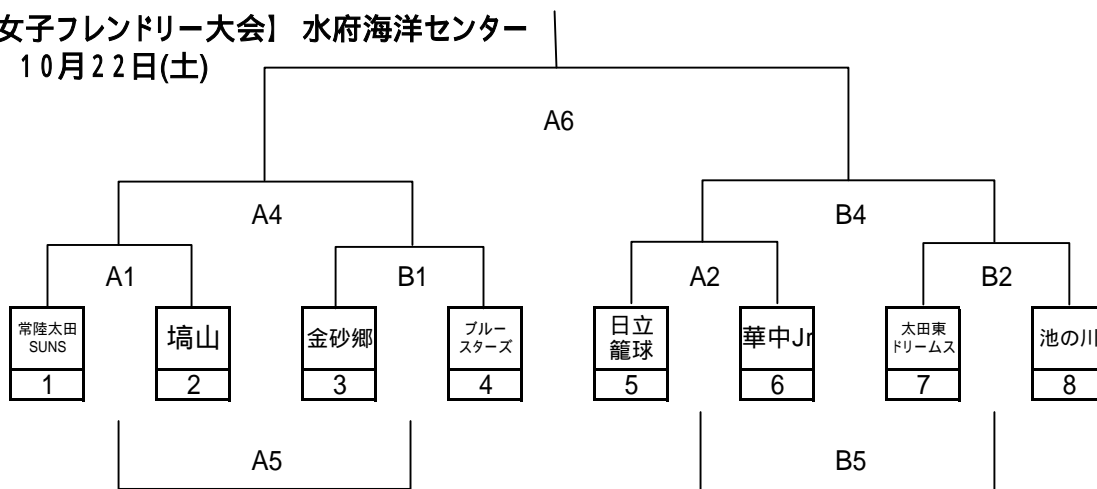 女子フレンドリー大会】 水府海洋センター
10月22日(土)
A6
A4
B4
A1
B1
A2
B2
常陸太田
SUNS
塙山
金砂郷
ブルー
スターズ
日立
籠球
華中Jr
太田東
ドリームス
池の川
1
2
3
4
5
6
7
8
A5
B5